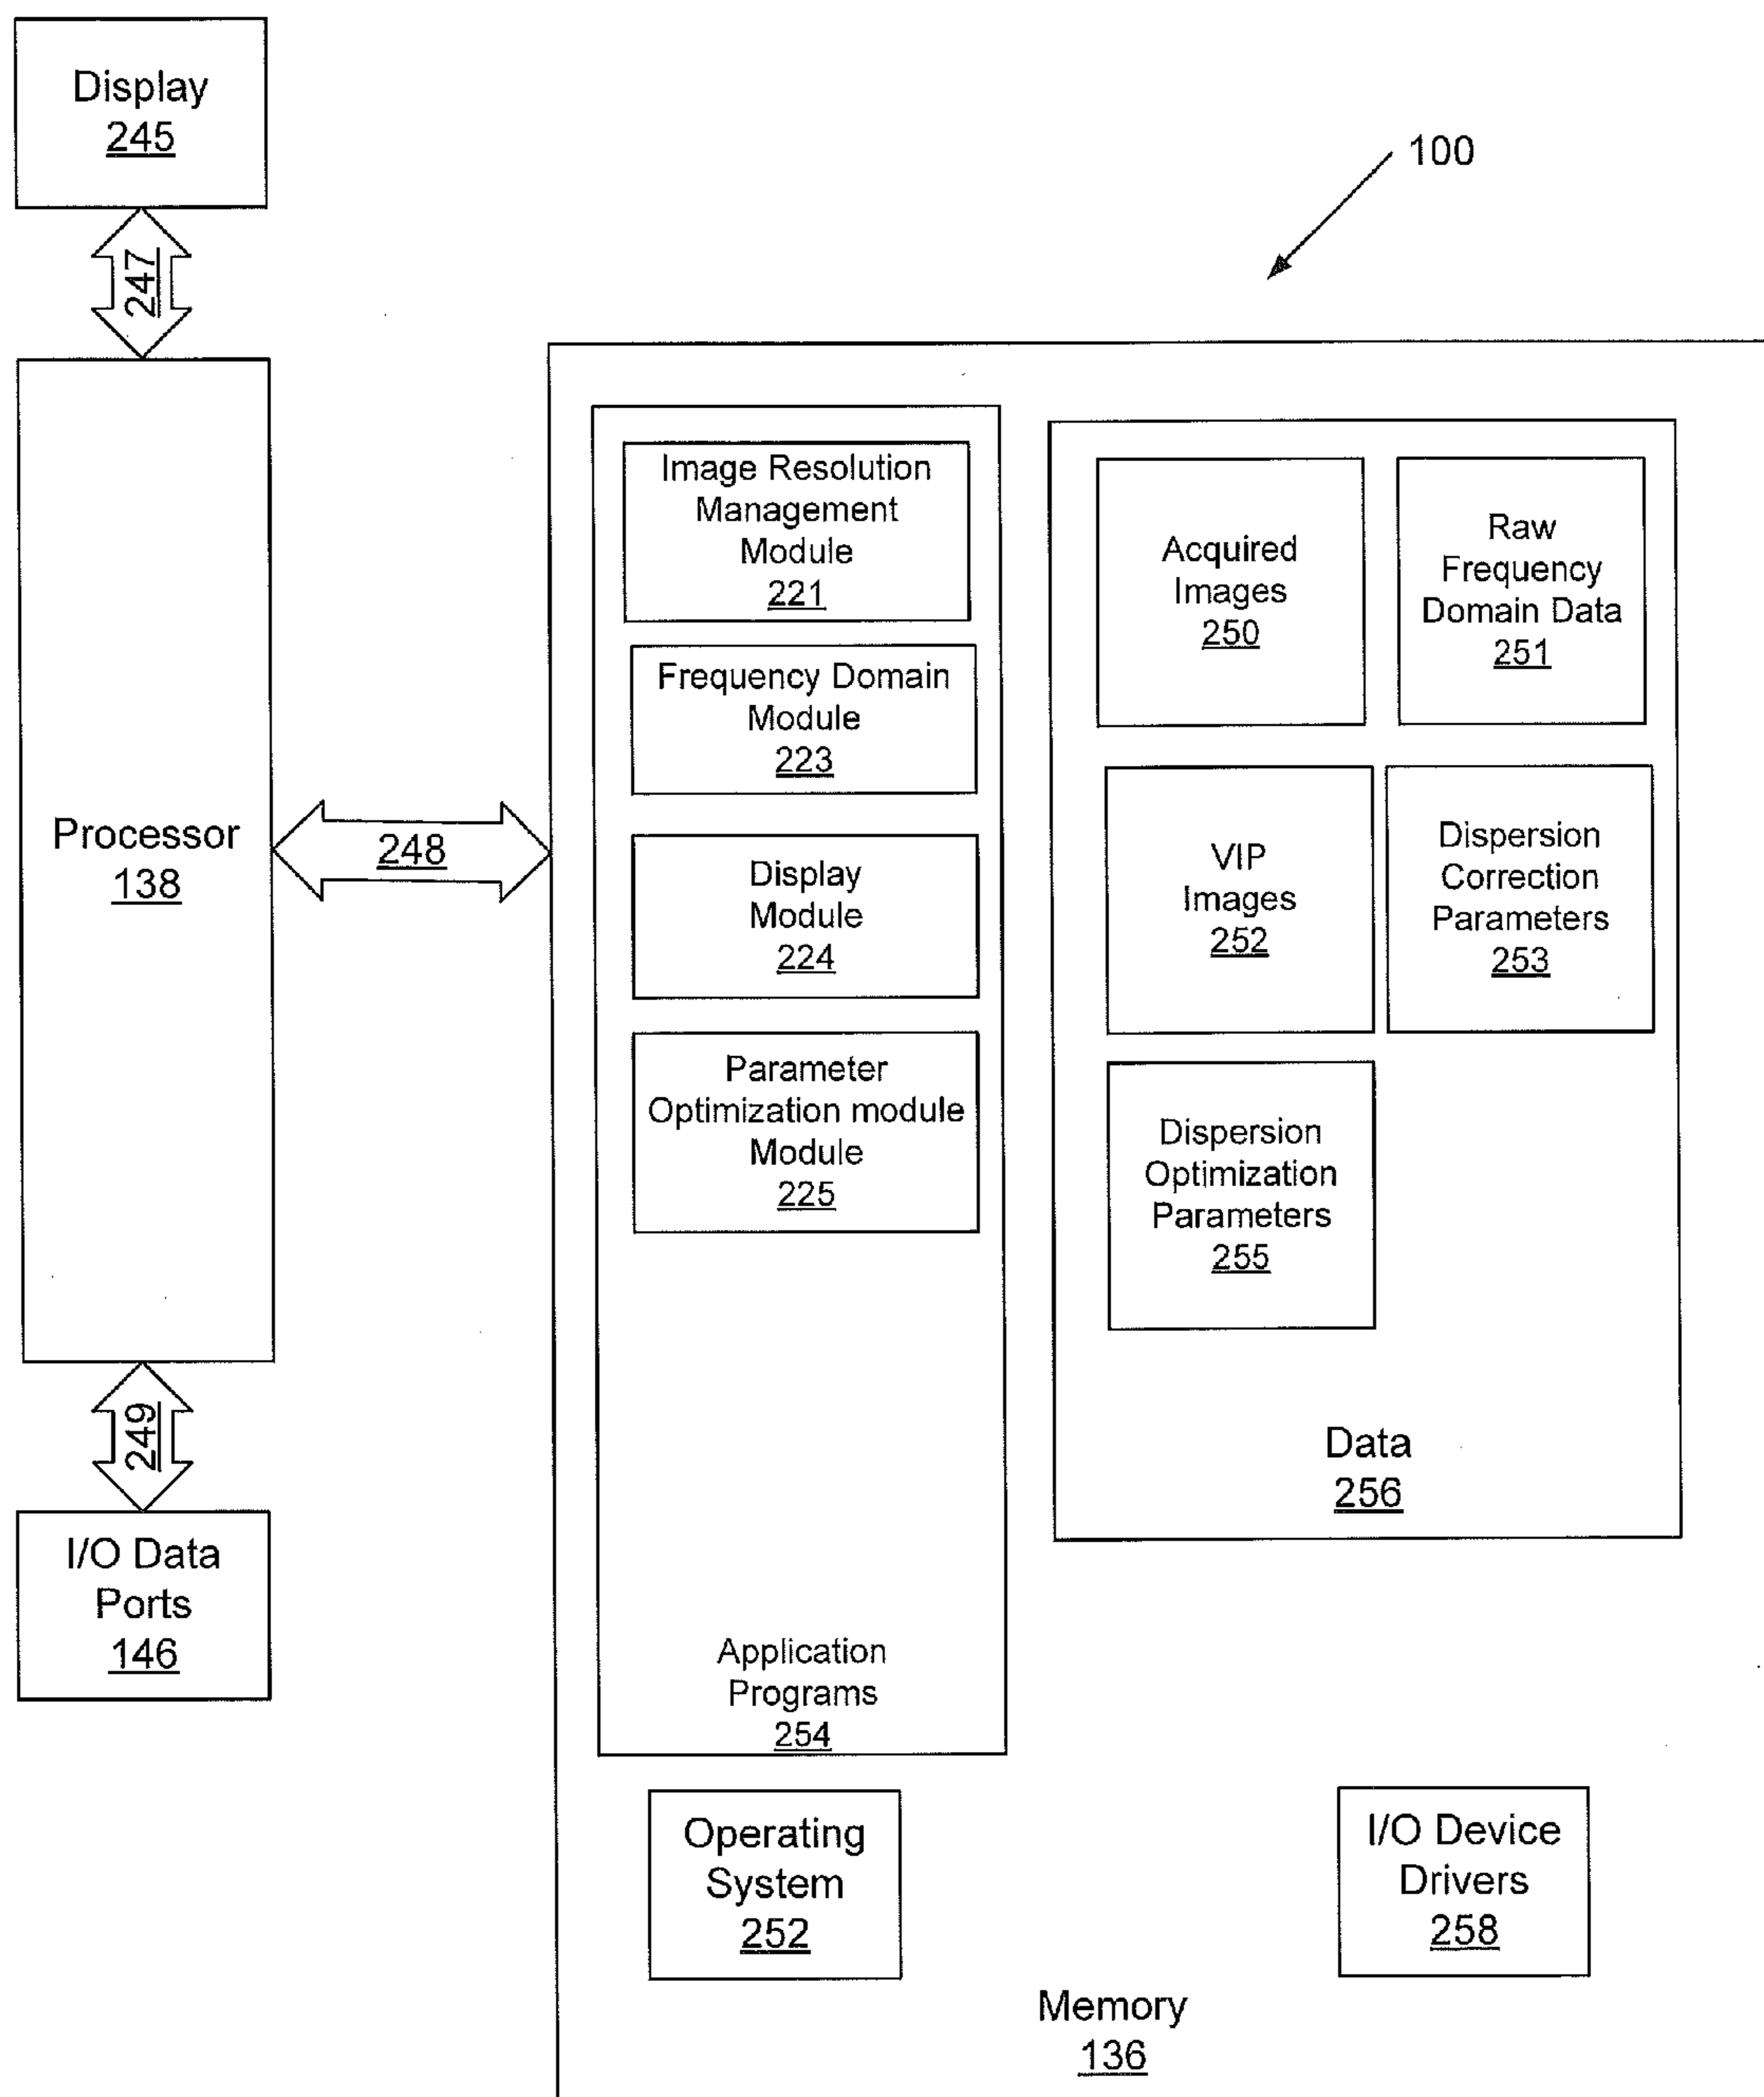 Display
245
100
247
Processor
138
248
249
I/O Data
Ports
146
Image Resolution
Management
Module
221
Frequency Domain
Module
223
Display
Module
224
Parameter
Optimization module
Module
225
Application
Programs
254
Acquired
Images
250
Raw
Frequency
Domain Data
251
VIP
Images
252
Dispersion
Correction
Parameters
253
Dispersion
Optimization
Parameters
255
Data
256
Operating
System
252
I/O Device
Drivers
258
Memory
136